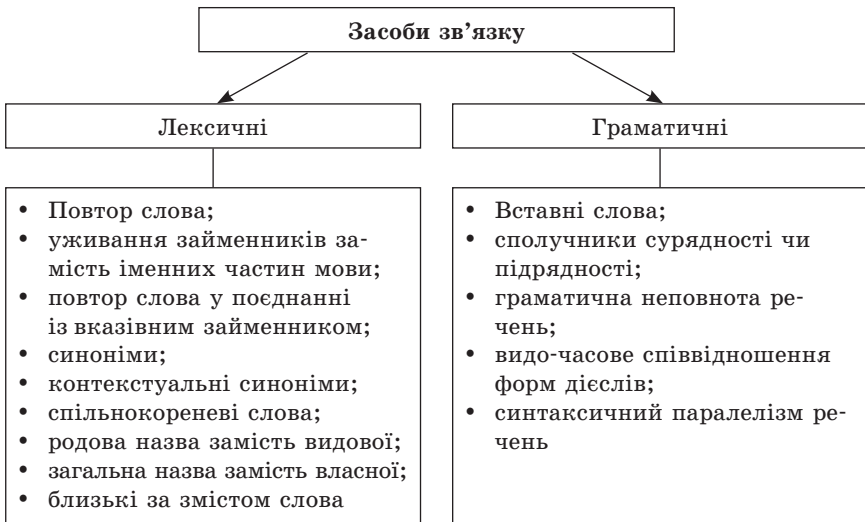 Засоби зв’язку
Лексичні
Граматичні
• Повтор слова;
• уживання займенників за-
мість іменних частин мови;
• повтор слова у поєднанні
із вказівним займенником;
• синоніми;
• контекстуальні синоніми;
• спільнокореневі слова;
• родова назва замість видової;
• загальна назва замість власної;
• близькі за змістом слова
• Вставні слова;
• сполучники сурядності чи
підрядності;
• граматична неповнота ре-
чень;
• видо-часове співвідношення
форм дієслів;
• синтаксичний паралелізм ре-
чень